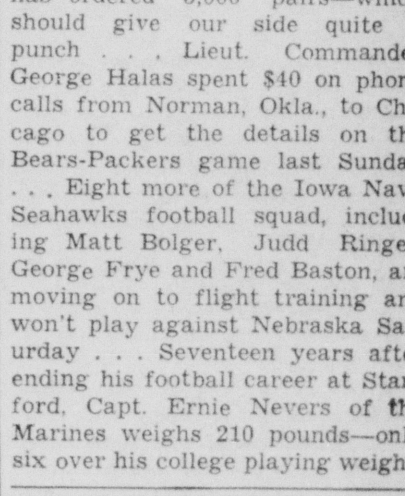 should give our side quite
punch . . . Lieut. Commande
George Halas spent $40 on phon
calls from Norman, Okla., to Ch
cago to get the details on th
Bears-Packers game last Sunda
. . . Eight more of the Iowa Nav
Seahawks football squad, includ
ing Matt Bolger, Judd Ringe
George Frye and Fred Baston, a
moving on to flight training an
won't play against Nebraska Sa
urday . . . Seventeen years afte
ending his football career at Stan
ford, Capt. Ernie Nevers of th
Marines weighs 210 pounds—onl
six over his college playing weigh